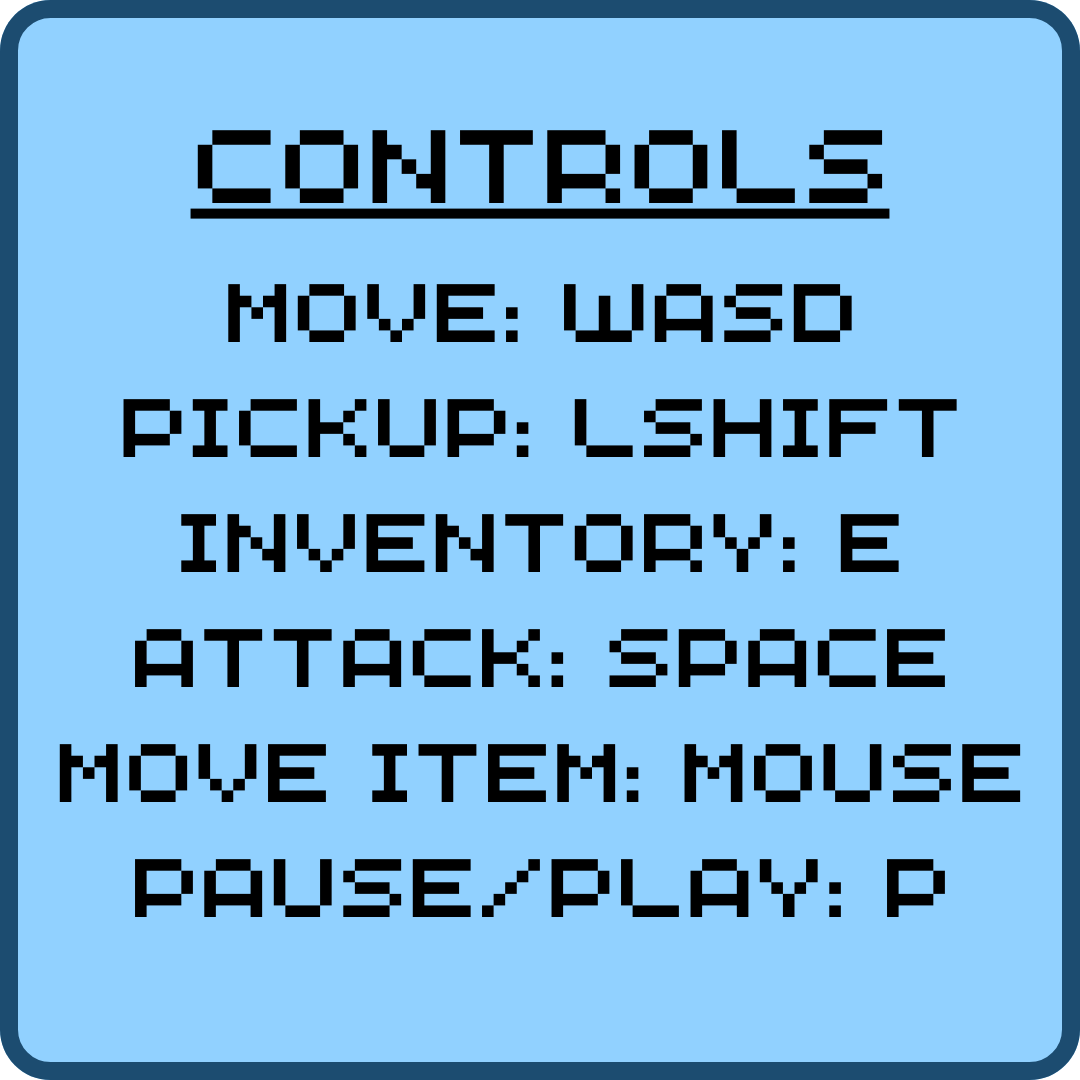 CONTROLS
MOVE: WASD
PICKUP: LSHIFT
INVENTORY: E
ATTACK: SPACE
MOVE ITEM: MOUSE
PAUSE/PLAY: P